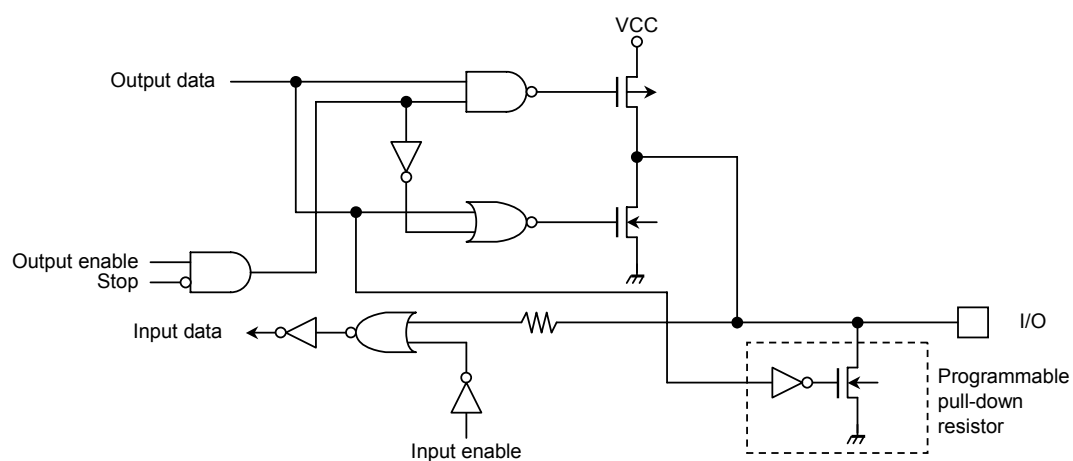 VCC
Output data
Output enable
Stop
Input data
I/O
Programmable
pull-down
resistor
Input enable